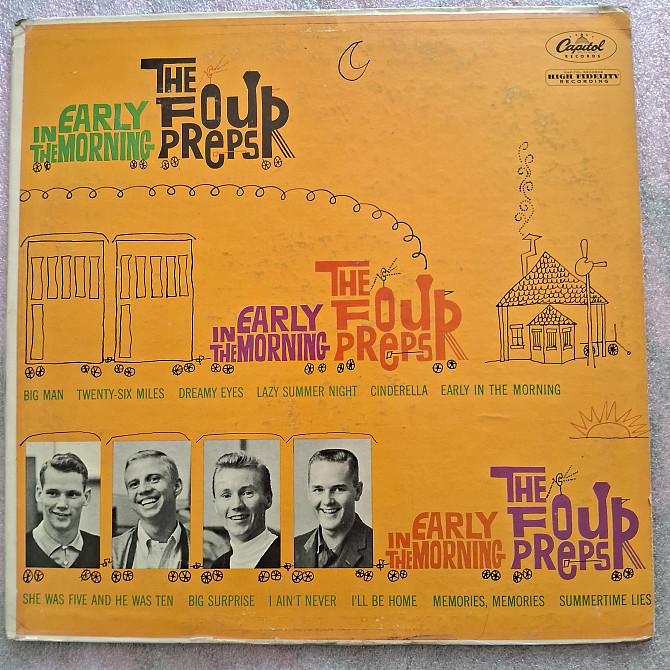 Capitol
RECORDS
HIGH FIDELITY
RECORDING
THE
FOUR
PREPS
IN EARLY
THE MORNING
THE
FOUR
PREPS
IN EARLY
THE MORNING
BIG MAN TWENTY-SIX MILES DREAMY EYES LAZY SUMMER NIGHT CINDERELLA EARLY IN THE MORNING
THE
FOUR
PREPS
IN EARLY
THE MORNING
SHE WAS FIVE AND HE WAS TEN BIG SURPRISE I AIN'T NEVER I'LL BE HOME MEMORIES, MEMORIES SUMMERTIME LIES